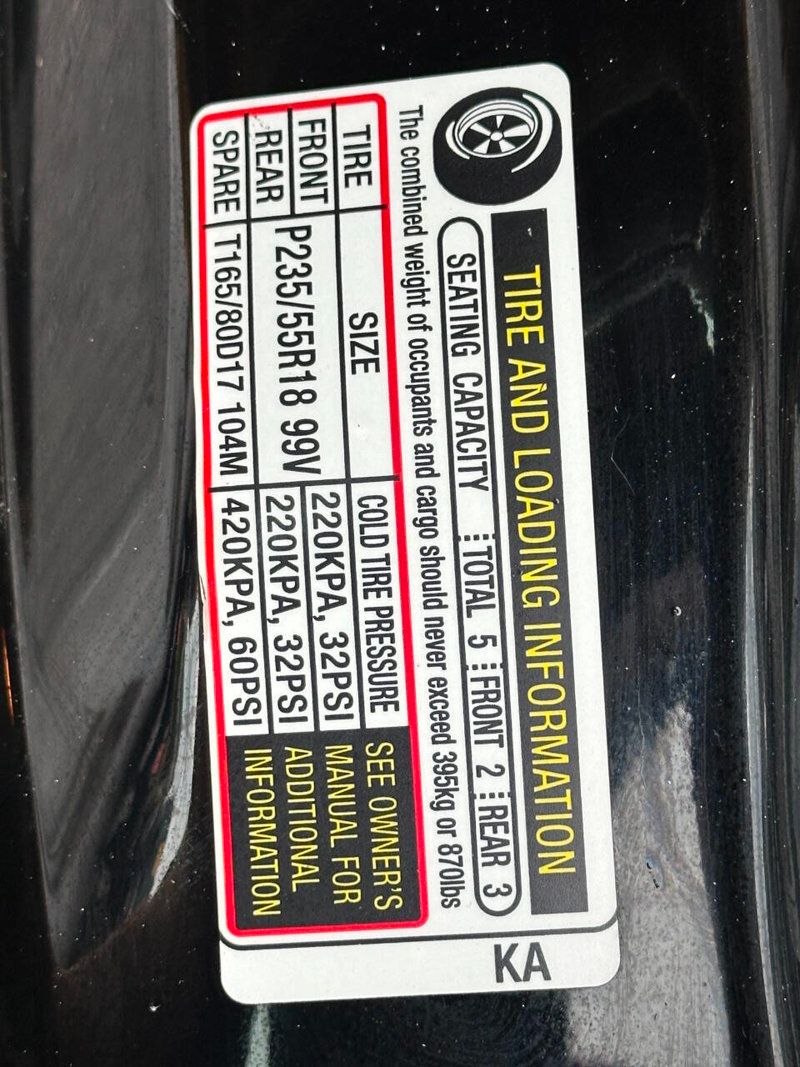 TIRE AND LOADING INFORMATION
SEATING CAPACITY TOTAL 5 FRONT 2 REAR 3
The combined weight of occupants and cargo should never exceed 395kg or 870lbs
TIRE SIZE COLD TIRE PRESSURE
FRONT P235/55R18 99V 220KPA, 32PSI
REAR 220KPA, 32PSI
SPARE T165/80D17 104M 420KPA, 60PSI
SEE OWNER'S
MANUAL FOR
ADDITIONAL
INFORMATION
KA